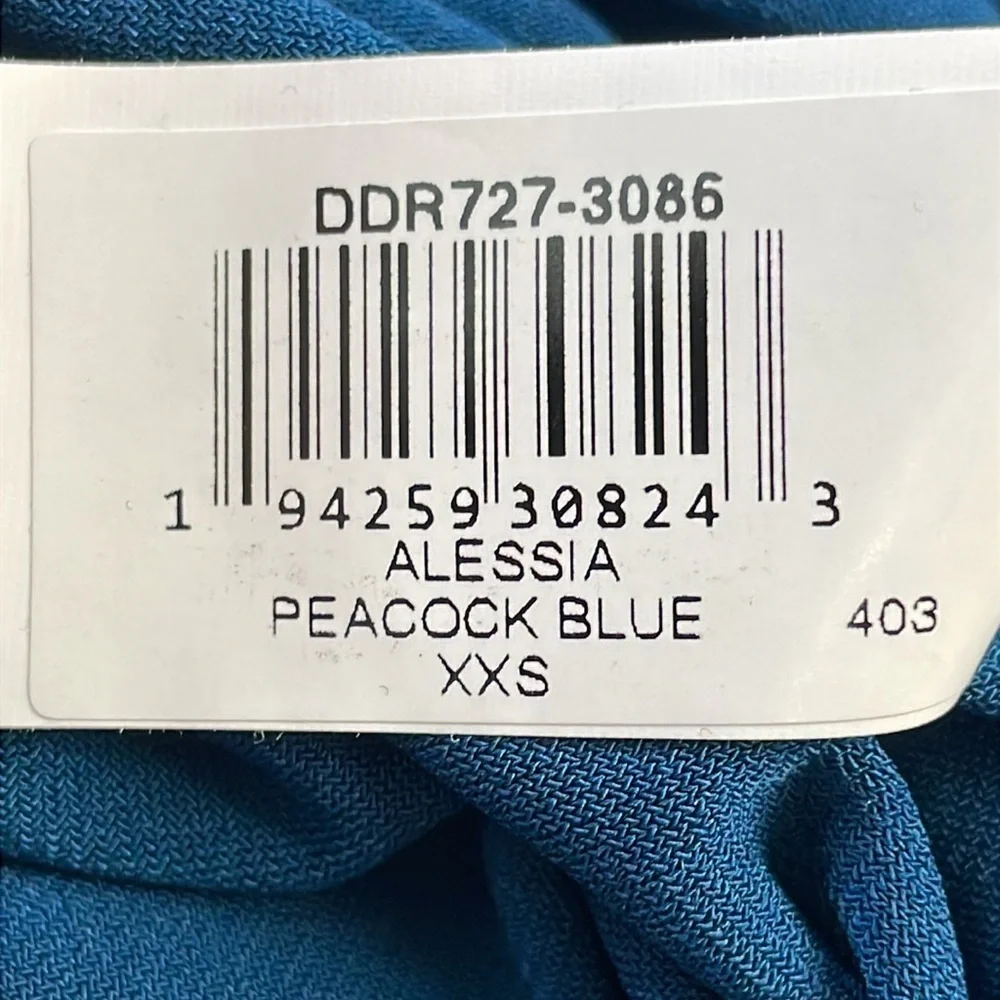 DDR727-3086
1 94259 30824 3
ALESSIA
PEACOCK BLUE 403
XXS